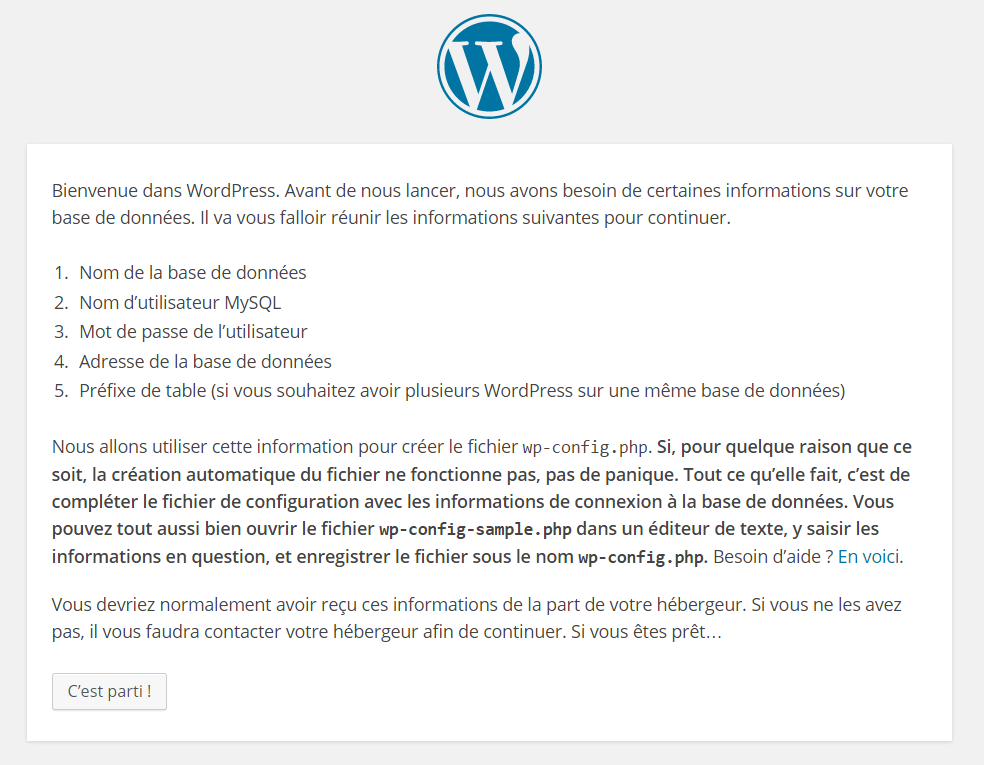 Bienvenue dans WordPress. Avant de nous lancer, nous avons besoin de certaines informations sur votre
base de données. Il va vous falloir réunir les informations suivantes pour continuer.
1. Nom de la base de données
2. Nom d’utilisateur MySQL
3. Mot de passe de l’utilisateur
4. Adresse de la base de données
5. Préfixe de table (si vous souhaitez avoir plusieurs WordPress sur une même base de données)
Nous allons utiliser cette information pour créer le fichier wp-config.php. Si, pour quelque raison que ce
soit, la création automatique du fichier ne fonctionne pas, pas de panique. Tout ce qu’elle fait, c’est de
compléter le fichier de configuration avec les informations de connexion à la base de données. Vous
pouvez tout aussi bien ouvrir le fichier wp-config-sample.php dans un éditeur de texte, y saisir les
informations en question, et enregistrer le fichier sous le nom wp-config.php. Besoin d’aide ? En voici.
Vous devriez normalement avoir reçu ces informations de la part de votre hébergeur. Si vous ne les avez
pas, il vous faudra contacter votre hébergeur afin de continuer. Si vous êtes prêt…
C’est parti !